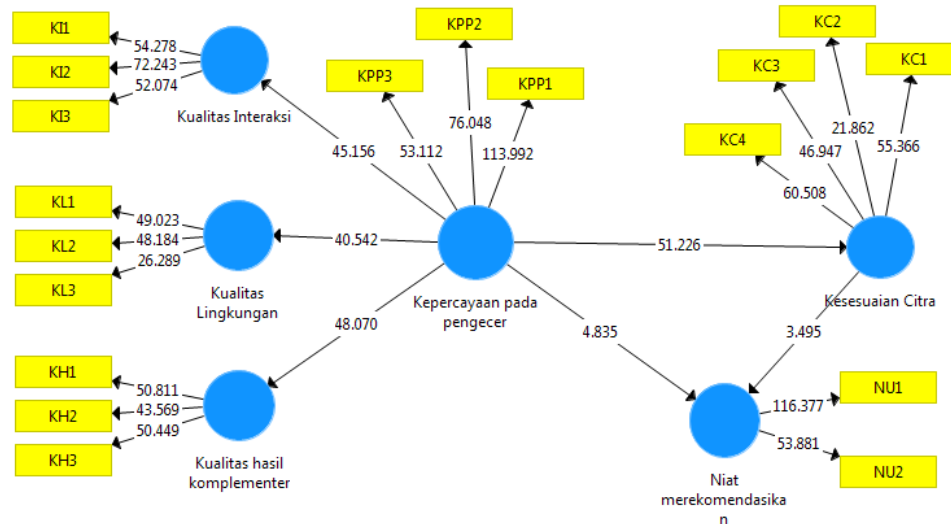 KI1
54.278
KI2
72.243
KI3
52.074
Kualitas Interaksi
KPP2
KPP3
KPP1
76.048
53.112
113.992
45.156
KC2
KC3
KC1
KC4
21.862
46.947
55.366
60.508
KL1
49.023
KL2
48.184
KL3
26.289
Kualitas
Lingkungan
40.542
Kepercayaan pada
pengecer
51.226
Kesesuaian Citra
48.070
4.835
3.495
KH1
50.811
KH2
43.569
KH3
50.449
Kualitas hasil
komplementer
NU1
116.377
53.881
NU2
Niat
merekomendasika
n